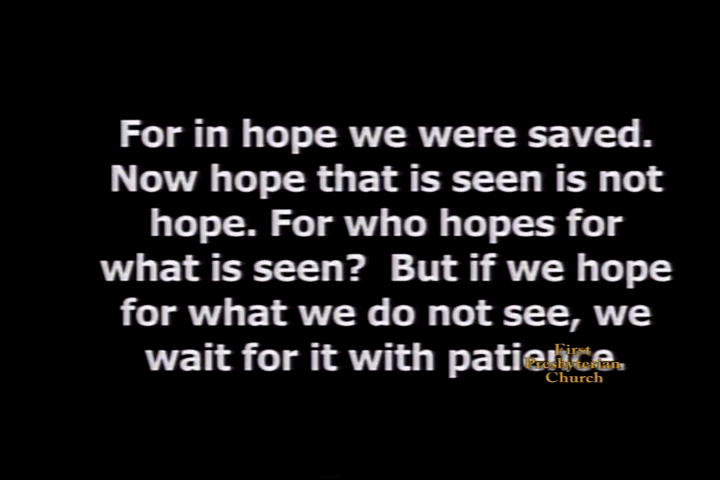 For in hope we were saved.
Now hope that is seen is not
hope. For who hopes for
what is seen?  But if we hope
for what we do not see, we
wait for it with patience.
First
Presbyterian
Church